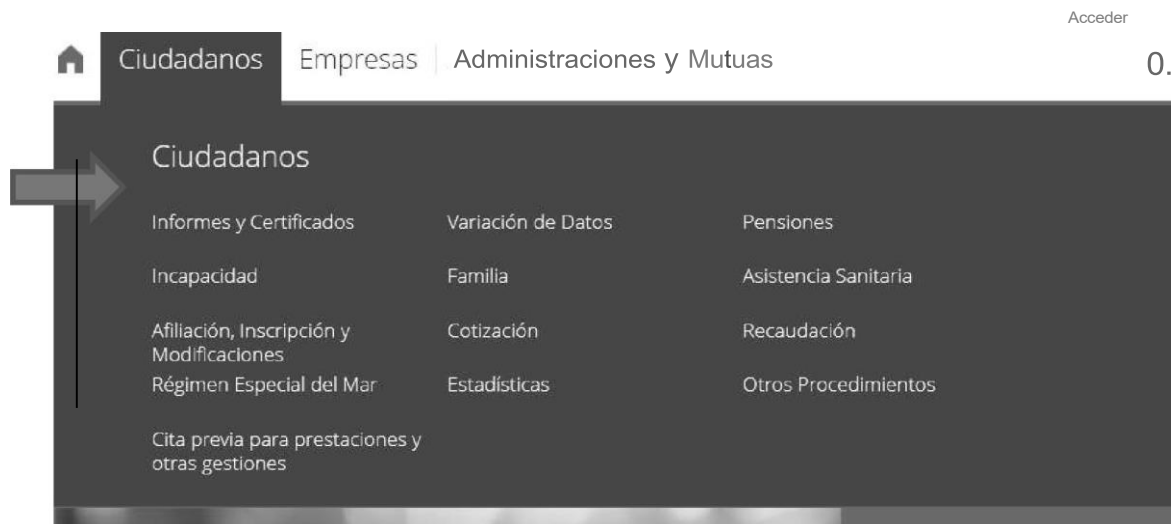 Acceder
Ciudadanos Empresas Administraciones y Mutuas
0.
Ciudadanos
Informes y Certificados Variación de Datos Pensiones
Incapacidad Familia Asistencia Sanitaria
Afiliación, Inscripción y Cotización Recaudación
Modificaciones
Régimen Especial del Mar Estadísticas Otros Procedimientos
Cita previa para prestaciones y
otras gestiones